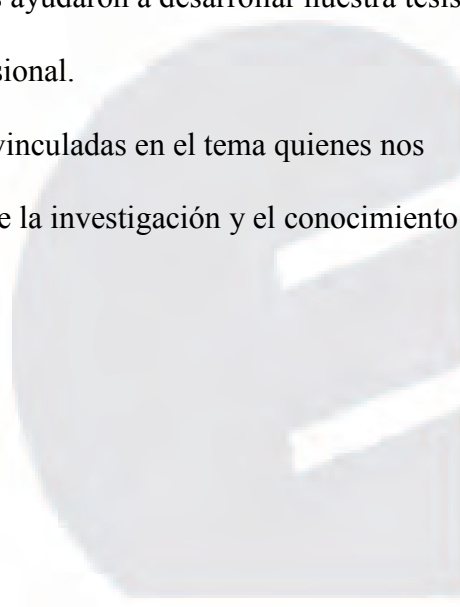 ayudaron a desarrollar nuestra tesis
sional.
vinculadas en el tema quienes nos
e la investigación y el conocimiento